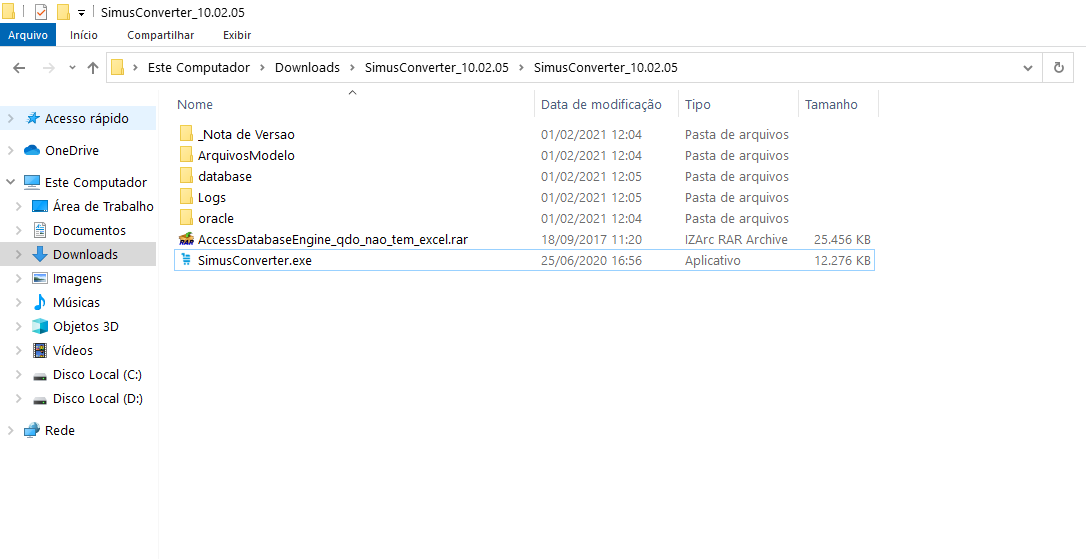 SimusConverter_10.02.05
Arquivo Início Compartilhar Exibir
Este Computador Downloads SimusConverter_10.02.05 SimusConverter_10.02.05
Nome Data de modificação Tipo Tamanho
Acesso rápido
OneDrive
Este Computador
Área de Trabalho
Documentos
Downloads
Imagens
Músicas
Objetos 3D
Vídeos
Disco Local (C:)
Disco Local (D:)
Rede
_Nota de Versao 01/02/2021 12:04 Pasta de arquivos
ArquivosModelo 01/02/2021 12:04 Pasta de arquivos
database 01/02/2021 12:05 Pasta de arquivos
Logs 01/02/2021 12:05 Pasta de arquivos
oracle 01/02/2021 12:04 Pasta de arquivos
RAR AccessDatabaseEngine_qdo_nao_tem_excel.rar 18/09/2017 11:20 IZArc RAR Archive 25.456 KB
SimusConverter.exe 25/06/2020 16:56 Aplicativo 12.276 KB